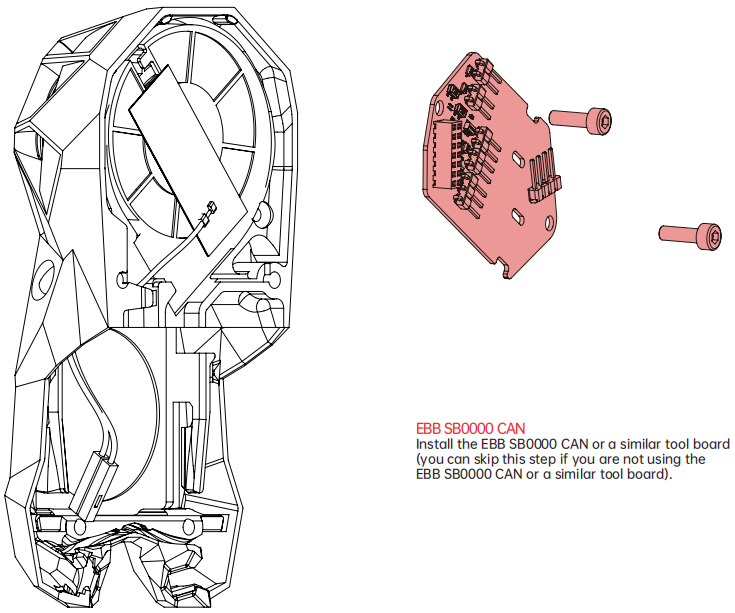 EBB SB0000 CAN
Install the EBB SB0000 CAN or a similar tool board
(you can skip this step if you are not using the
EBB SB0000 CAN or a similar tool board).